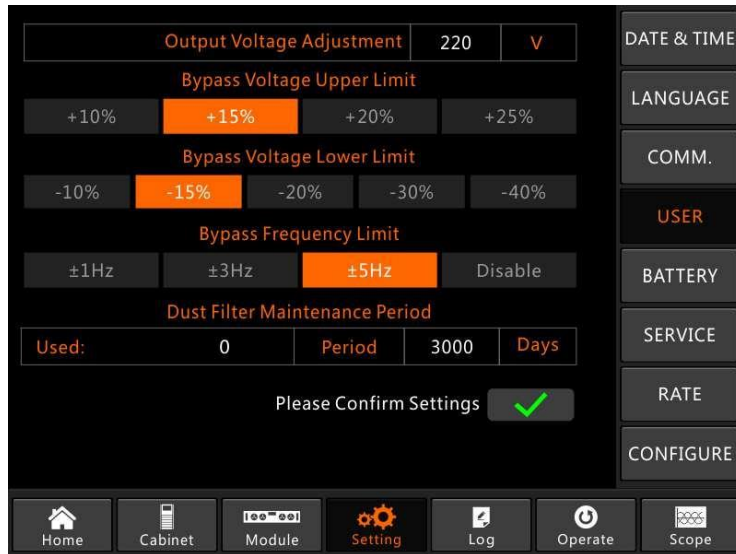 Output Voltage Adjustment 220 V
Bypass Voltage Upper Limit
+10% +15% +20% +25%
Bypass Voltage Lower Limit
-10% -15% -20% -30% -40%
Bypass Frequency Limit
±1Hz ±3Hz ±5Hz Disable
Dust Filter Maintenance Period
Used: 0 Period 3000 Days
Please Confirm Settings
DATE & TIME
LANGUAGE
COMM.
USER
BATTERY
SERVICE
RATE
CONFIGURE
Home Cabinet Module Setting Log Operate Scope